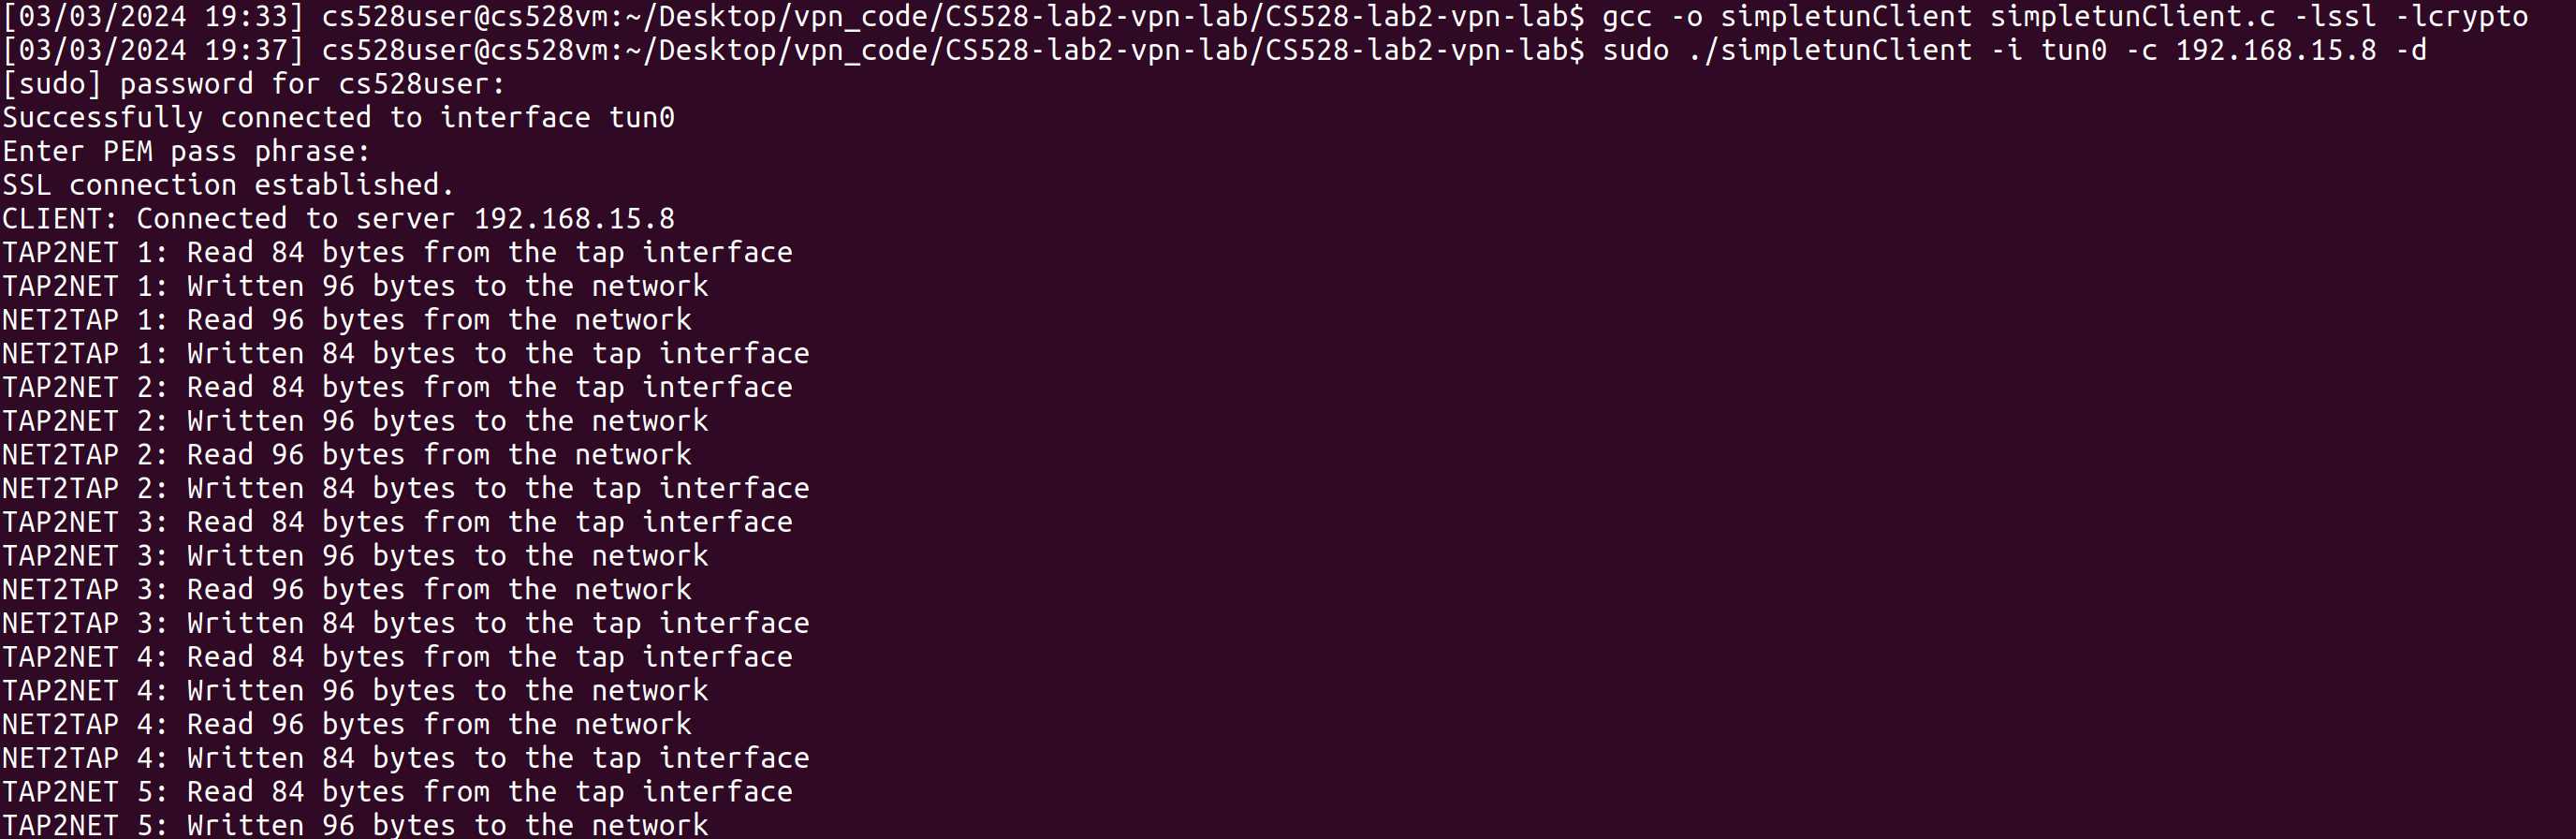 [03/03/2024 19:33] cs528user@cs528vm:~/Desktop/vpn_code/CS528-lab2-vpn-lab/CS528-lab2-vpn-lab$ gcc -o simpletunClient simpletunClient.c -lssl -lcrypto
[03/03/2024 19:37] cs528user@cs528vm:~/Desktop/vpn_code/CS528-lab2-vpn-lab/CS528-lab2-vpn-lab$ sudo ./simpletunClient -i tun0 -c 192.168.15.8 -d
[sudo] password for cs528user:
Successfully connected to interface tun0
Enter PEM pass phrase:
SSL connection established.
CLIENT: Connected to server 192.168.15.8
TAP2NET 1: Read 84 bytes from the tap interface
TAP2NET 1: Written 96 bytes to the network
NET2TAP 1: Read 96 bytes from the network
NET2TAP 1: Written 84 bytes to the tap interface
TAP2NET 2: Read 84 bytes from the tap interface
TAP2NET 2: Written 96 bytes to the network
NET2TAP 2: Read 96 bytes from the network
NET2TAP 2: Written 84 bytes to the tap interface
TAP2NET 3: Read 84 bytes from the tap interface
TAP2NET 3: Written 96 bytes to the network
NET2TAP 3: Read 96 bytes from the network
NET2TAP 3: Written 84 bytes to the tap interface
TAP2NET 4: Read 84 bytes from the tap interface
TAP2NET 4: Written 96 bytes to the network
NET2TAP 4: Read 96 bytes from the network
NET2TAP 4: Written 84 bytes to the tap interface
TAP2NET 5: Read 84 bytes from the tap interface
TAP2NET 5: Written 96 bytes to the network